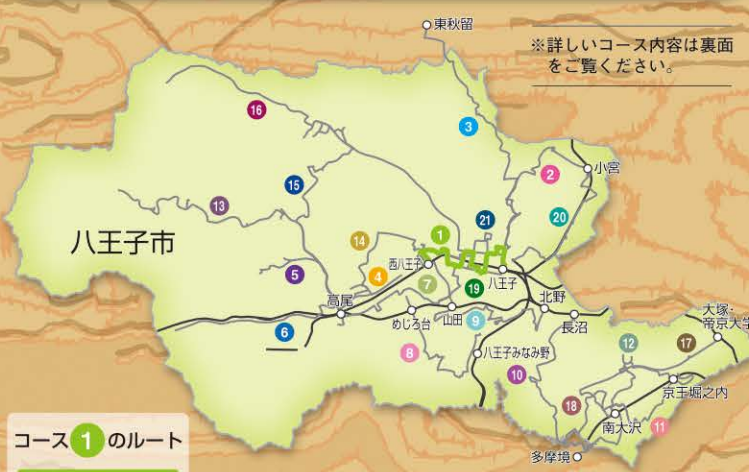 東秋留
※詳しいコース内容は裏面
をご覧ください。
16
3
2
小宮
15
13
21
20
1
14
八王子市
西八王子
4
7
八王子
5
19
高尾
北野
めじろ台
山田
9
長沼
大塚・
帝京大学
6
12
17
8
八王子みなみ野
10
京王堀之内
18
南大沢
11
コース1のルート
多摩境